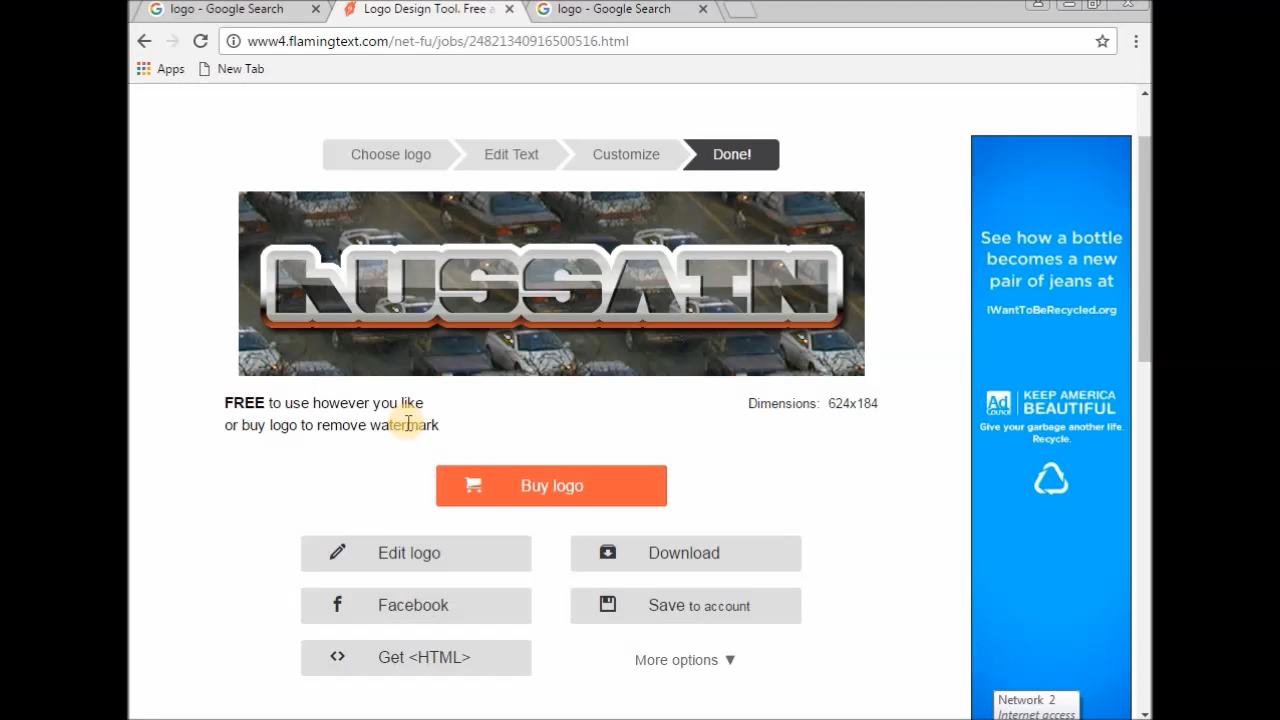 logo - Google Search
Logo Design Tool. Free a
logo - Google Search
www4.flamingtext.com/net-fu/jobs/24821340916500516.html
Apps
New Tab
Choose logo
Edit Text
Customize
Done!
HUSSAIN
FREE to use however you like
or buy logo to remove watermark
Dimensions: 624x184
Buy logo
Edit logo
Download
Facebook
Save to account
Get <HTML>
More options ▼
See how a bottle
becomes a new
pair of jeans at
IWantToBeRecycled.org
Ad
COUNCIL
KEEP AMERICA
BEAUTIFUL
Give your garbage another life.
Recycle.
Network 2
Internet access